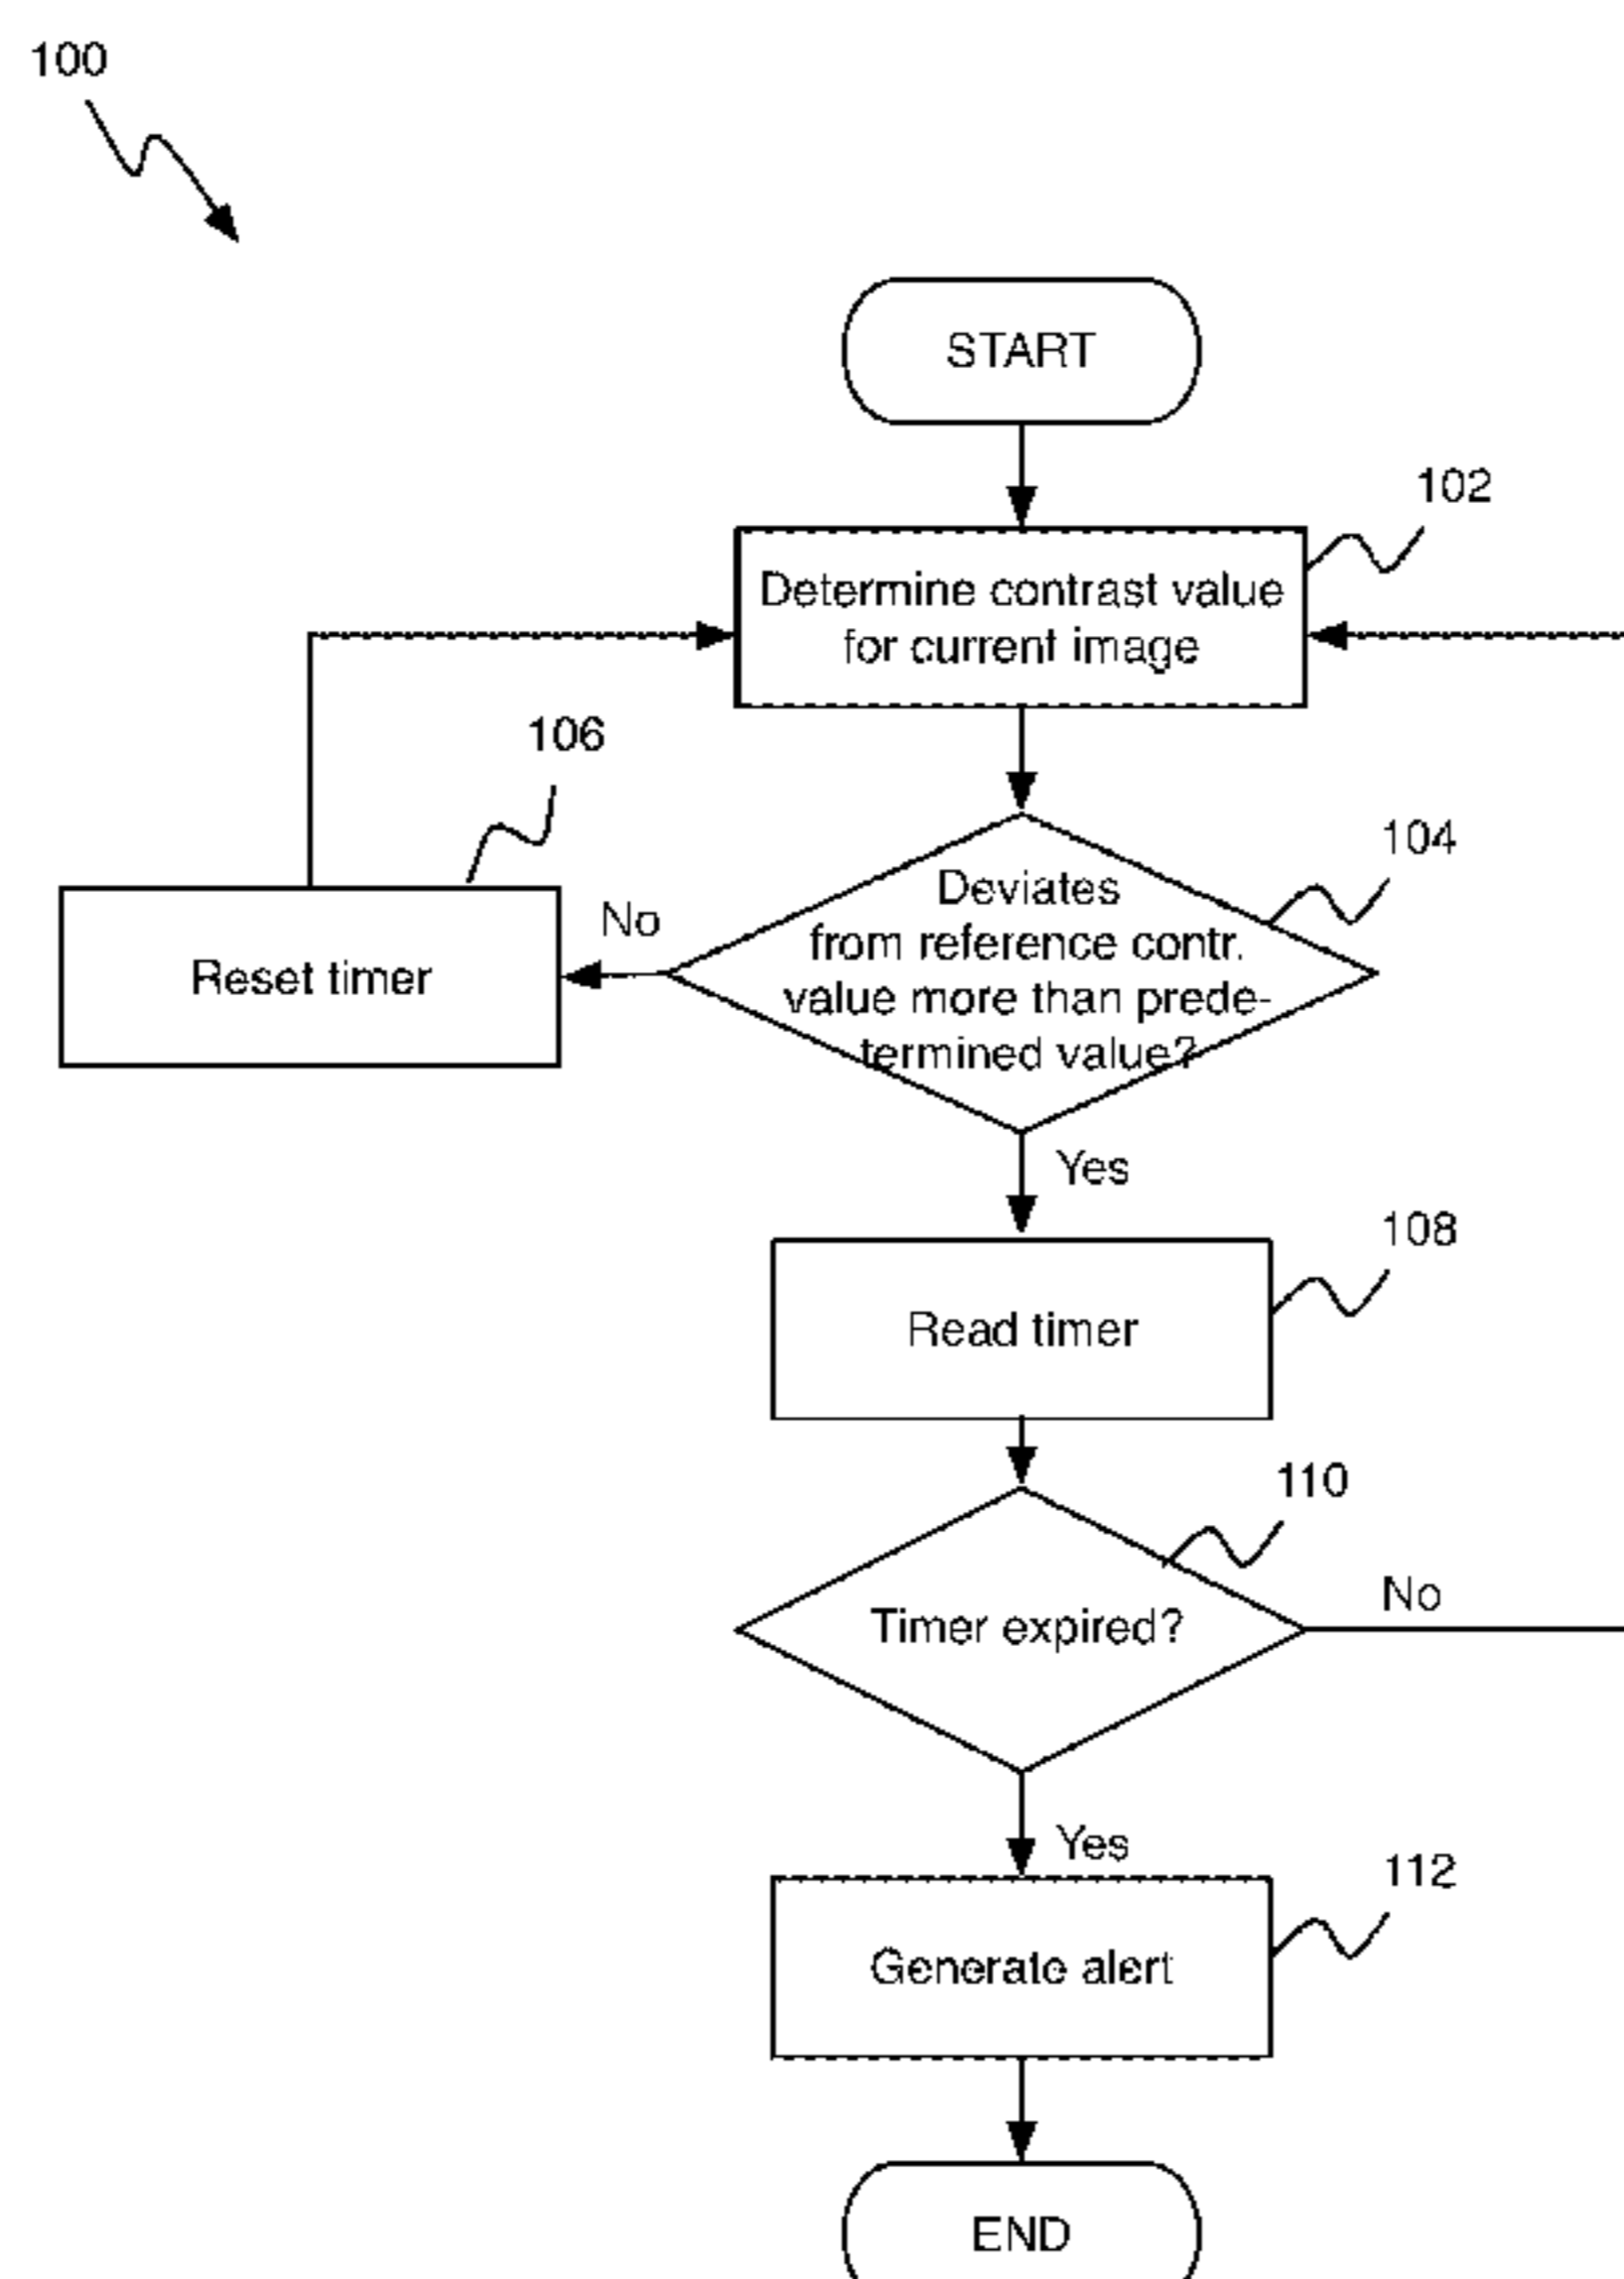 100
START
102
Determine contrast value
for current image
106
104
Deviates
from reference contr.
value more than prede-
termined value?
No
Reset timer
Yes
108
Read timer
110
Timer expired?
No
Yes
112
Generate alert
END